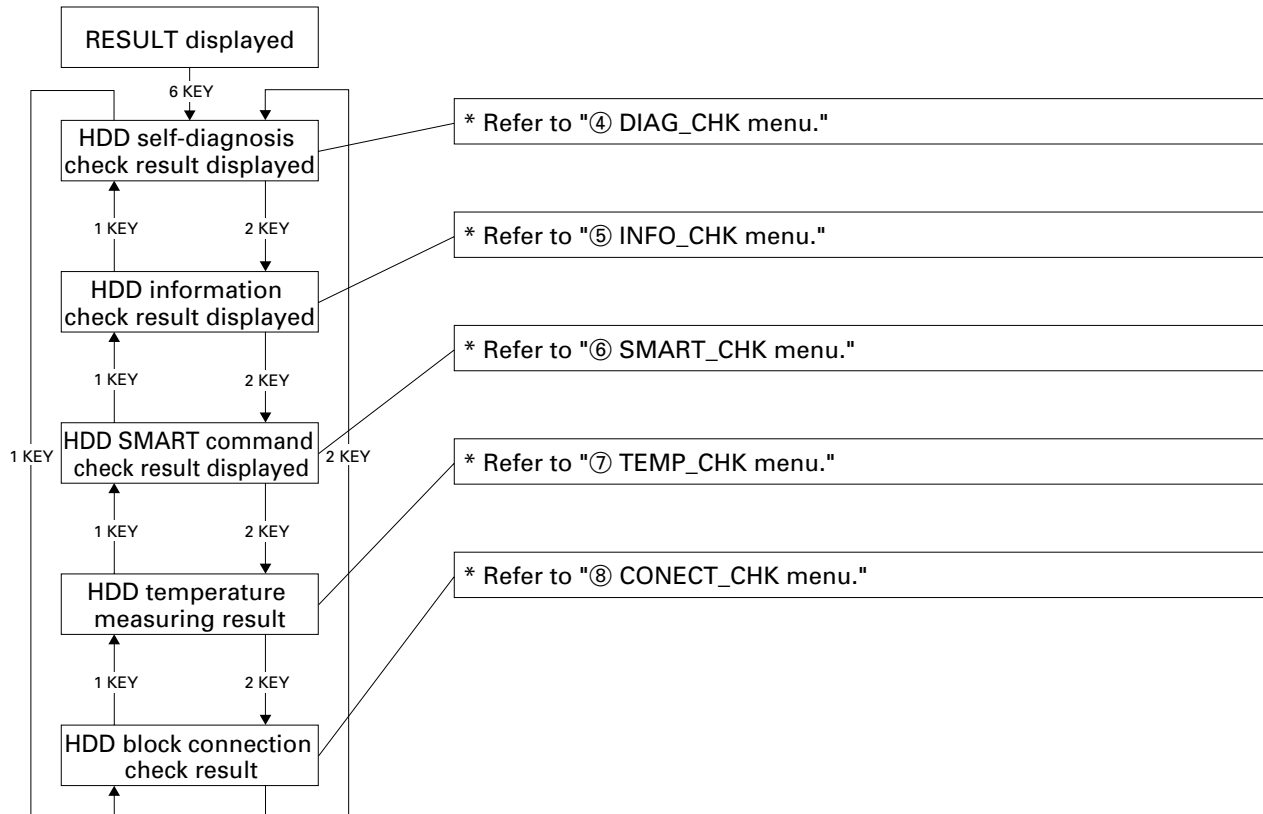 RESULT displayed
6 KEY
HDD self-diagnosis
check result displayed
* Refer to "④ DIAG_CHK menu."
1 KEY
2 KEY
* Refer to "⑤ INFO_CHK menu."
HDD information
check result displayed
* Refer to "⑥ SMART_CHK menu."
1 KEY
2 KEY
HDD SMART command
check result displayed
1 KEY
2 KEY
* Refer to "⑦ TEMP_CHK menu."
1 KEY
2 KEY
* Refer to "⑧ CONECT_CHK menu."
HDD temperature
measuring result
1 KEY
2 KEY
HDD block connection
check result